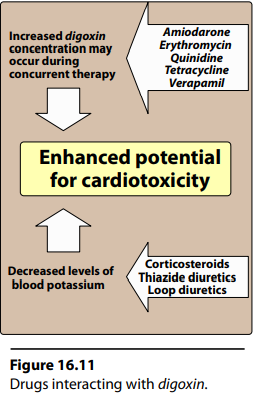 Increased digoxin
concentration may
occur during
concurrent therapy
Amiodarone
Erythromycin
Quinidine
Tetracycline
Verapamil
Enhanced potential
for cardiotoxicity
Decreased levels of
blood potassium
Corticosteroids
Thiazide diuretics
Loop diuretics
Figure 16.11
Drugs interacting with digoxin.